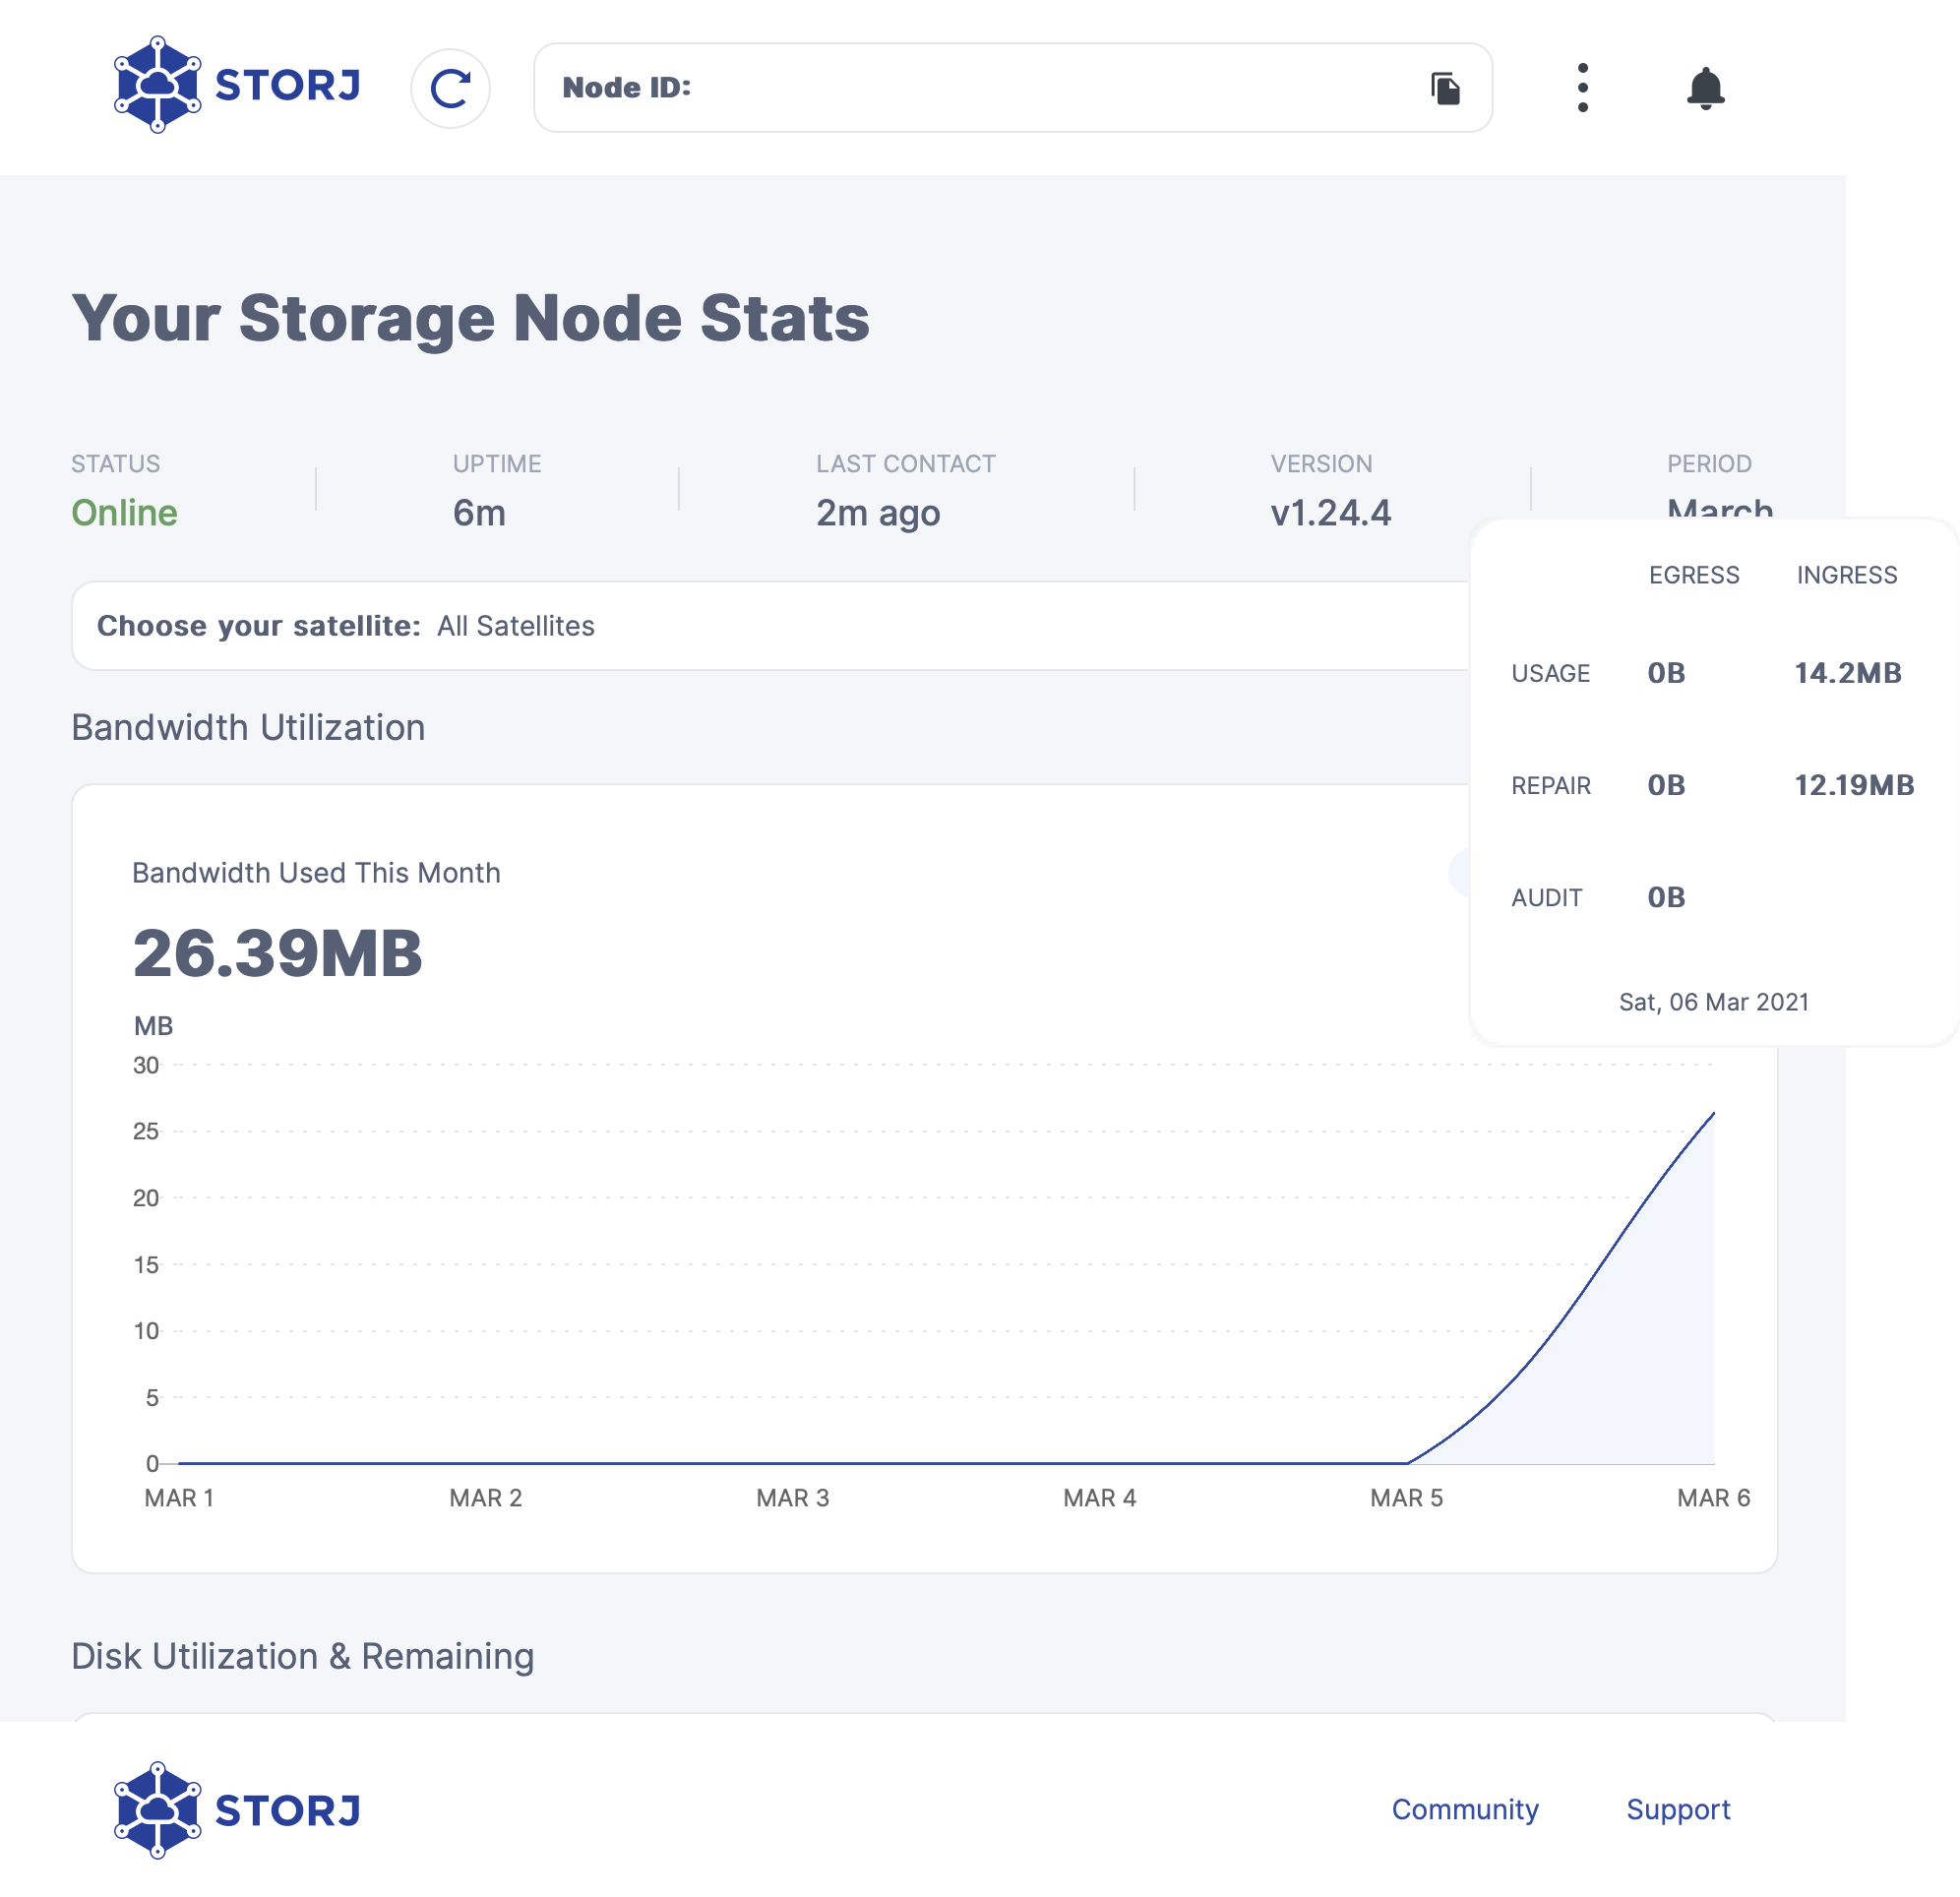 STORJ
Node ID:
Your Storage Node Stats
STATUS UPTIME LAST CONTACT VERSION PERIOD
Online 6m 2m ago v1.24.4 March
Choose your satellite: All Satellites
Bandwidth Utilization
EGRESS INGRESS
USAGE 0B 14.2MB
REPAIR 0B 12.19MB
AUDIT 0B
Sat, 06 Mar 2021
Bandwidth Used This Month
26.39MB
MB
30
25
20
15
10
5
0
MAR 1 MAR 2 MAR 3 MAR 4 MAR 5 MAR 6
Disk Utilization & Remaining
STORJ
Community Support